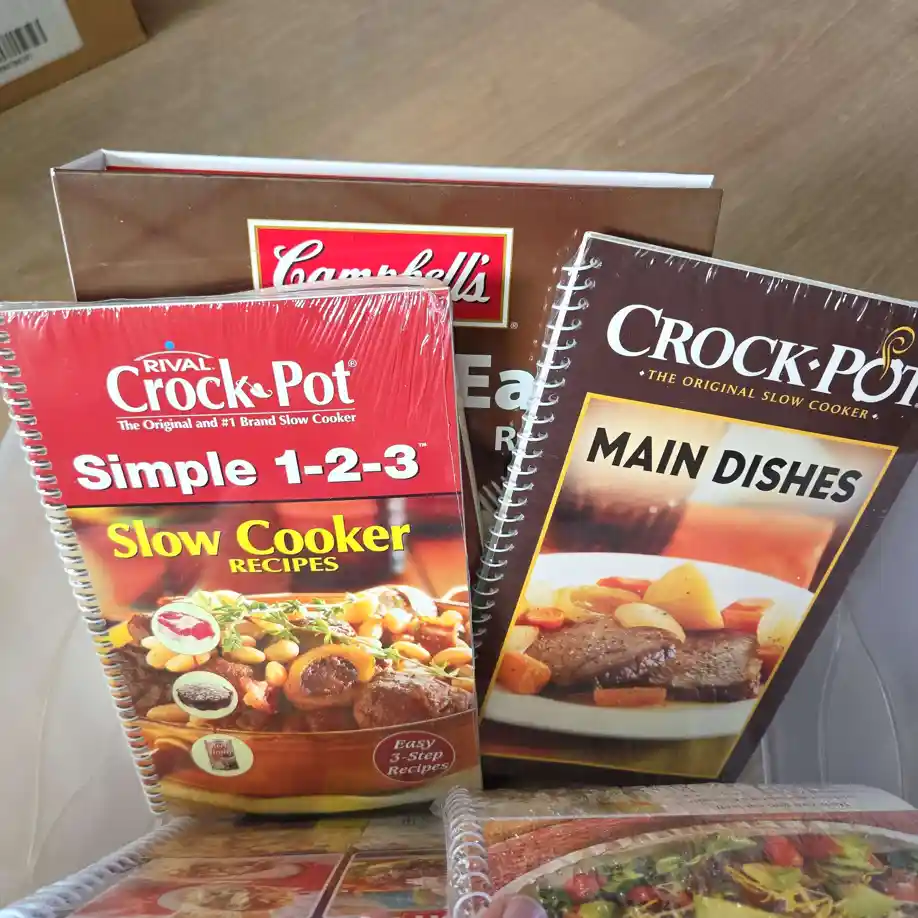 Campbell's
Ea
R
RIVAL
Crock Pot®
The Original and #1 Brand Slow Cooker
Simple 1-2-3™
Slow Cooker
RECIPES
Easy
3-Step
Recipes
CROCK·POT
·THE ORIGINAL SLOW COOKER·
MAIN DISHES